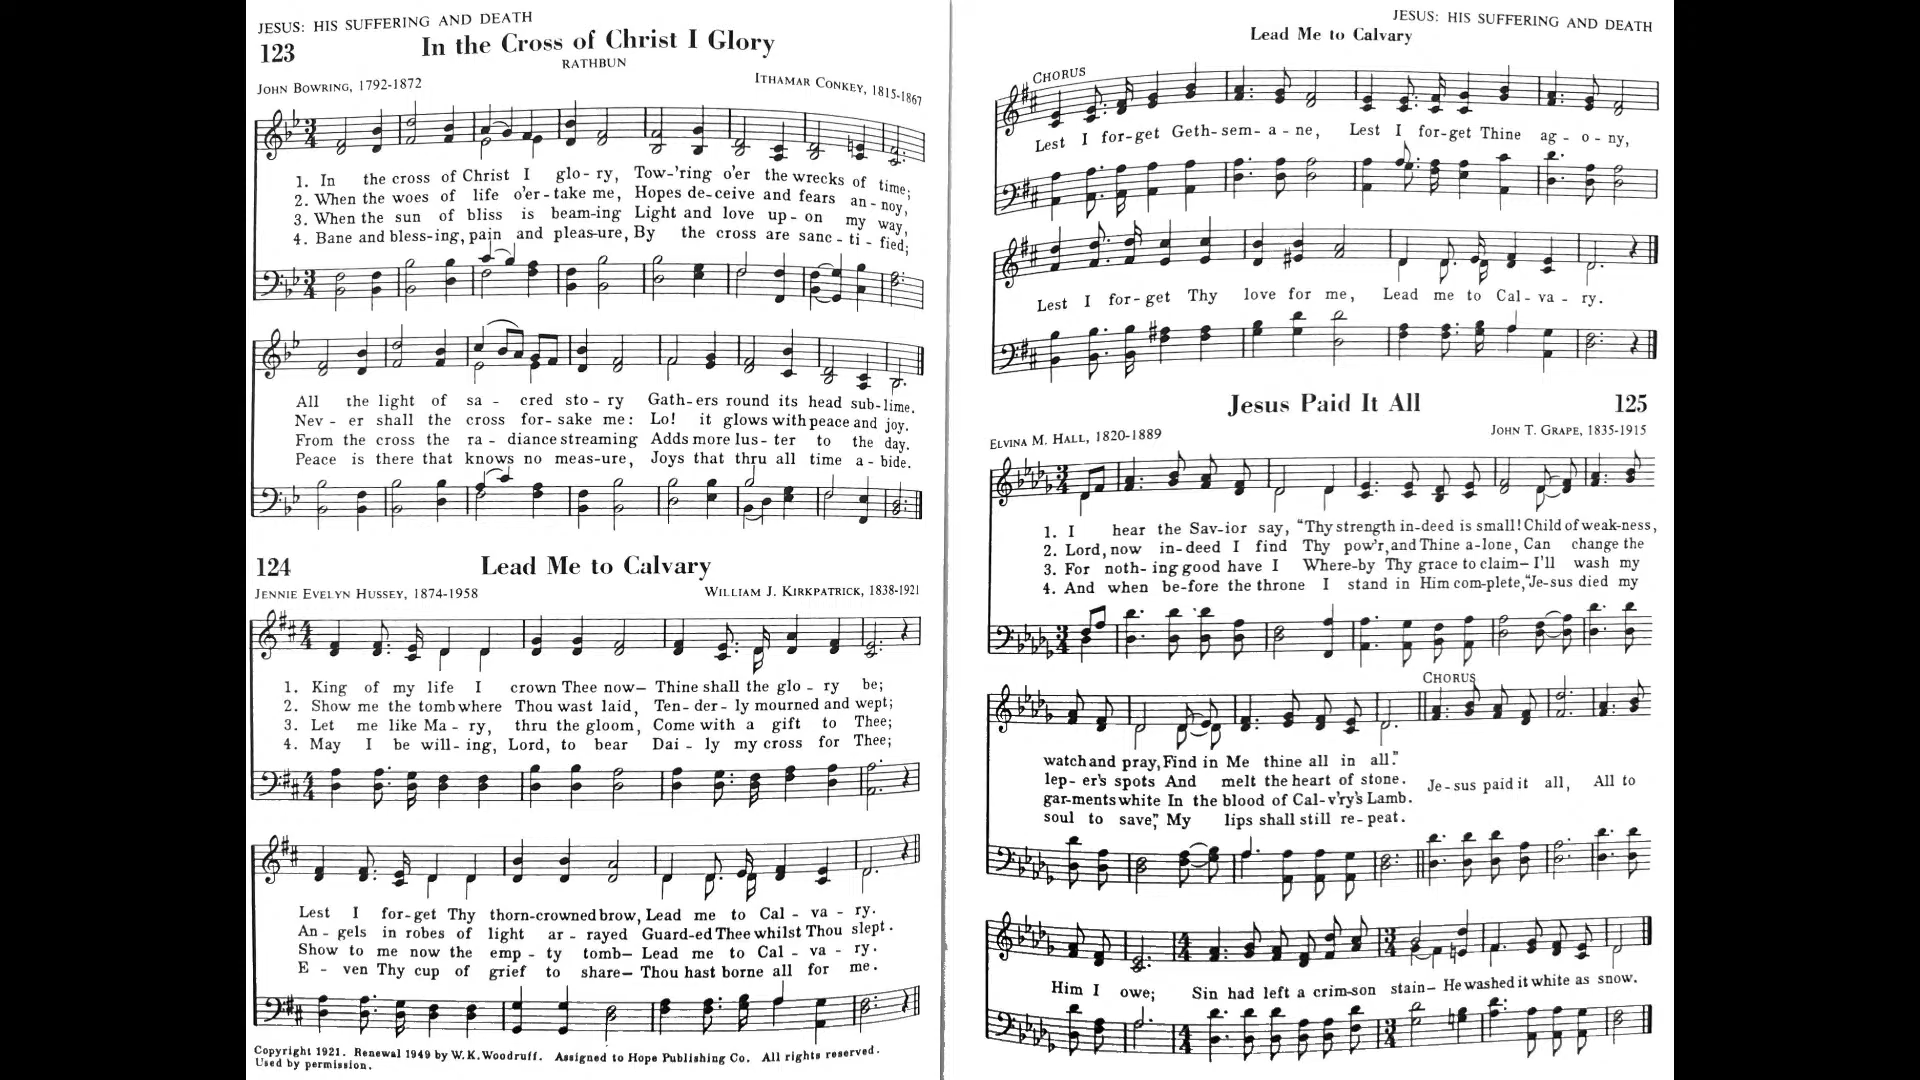 JESUS: HIS SUFFERING AND DEATH
123 In the Cross of Christ I Glory
RATHBUN
JOHN BOWRING, 1792-1872 ITHAMAR CONKEY, 1815-1867
1. In the cross of Christ I glo - ry, Tow-'ring o'er the wrecks of time;
2. When the woes of life o'er - take me, Hopes de-ceive and fears an - noy,
3. When the sun of bliss is beam-ing Light and love up - on my way,
4. Bane and bless-ing, pain and pleas-ure, By the cross are sanc - ti - fied;
All the light of sa - cred sto - ry Gath-ers round its head sub-lime.
Nev - er shall the cross for- sake me: Lo! it glows with peace and joy.
From the cross the ra - diance streaming Adds more lus - ter to the day.
Peace is there that knows no meas-ure, Joys that thru all time a - bide.
124 Lead Me to Calvary
JENNIE EVELYN HUSSEY, 1874-1958 WILLIAM J. KIRKPATRICK, 1838-1921
1. King of my life I crown Thee now— Thine shall the glo - ry be;
2. Show me the tomb where Thou wast laid, Ten- der- ly mourned and wept;
3. Let me like Ma - ry, thru the gloom, Come with a gift to Thee;
4. May I be will- ing, Lord, to bear Dai - ly my cross for Thee;
Lest I for-get Thy thorn-crowned brow, Lead me to Cal - va - ry.
An - gels in robes of light ar - rayed Guard-ed Thee whilst Thou slept.
Show to me now the emp - ty tomb— Lead me to Cal - va - ry.
E - ven Thy cup of grief to share— Thou hast borne all for me.
Copyright 1921. Renewal 1949 by W. K. Woodruff. Assigned to Hope Publishing Co. All rights reserved.
Used by permission.
JESUS: HIS SUFFERING AND DEATH
Lead Me to Calvary
CHORUS
Lest I for-get Geth-sem - a - ne, Lest I for-get Thine ag - o - ny,
Lest I for- get Thy love for me, Lead me to Cal - va - ry.
Jesus Paid It All 125
ELVINA M. HALL, 1820-1889 JOHN T. GRAPE, 1835-1915
1. I hear the Sav-ior say, “Thy strength in-deed is small! Child of weak-ness,
2. Lord, now in-deed I find Thy pow'r, and Thine a-lone, Can change the
3. For noth- ing good have I Where-by Thy grace to claim— I'll wash my
4. And when be-fore the throne I stand in Him com-plete, “Je-sus died my
CHORUS
watch and pray, Find in Me thine all in all.”
lep- er's spots And melt the heart of stone. Je - sus paid it all, All to
gar-ments white In the blood of Cal-v'ry's Lamb.
soul to save,” My lips shall still re - peat.
Him I owe; Sin had left a crim-son stain— He washed it white as snow.